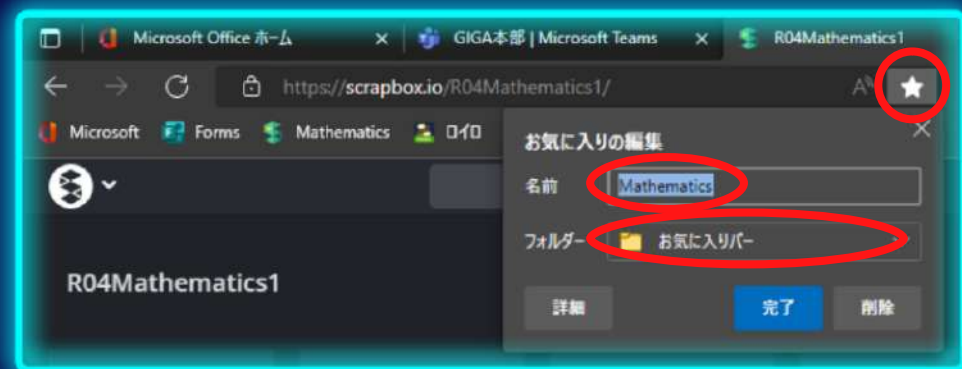 Microsoft Office ホーム
GIGA本部 | Microsoft Teams
R04Mathematics1
https://scrapbox.io/R04Mathematics1/
Microsoft Forms Mathematics ロイロ
お気に入りの編集
名前 Mathematics
フォルダー お気に入りバー
R04Mathematics1
詳細 完了 削除